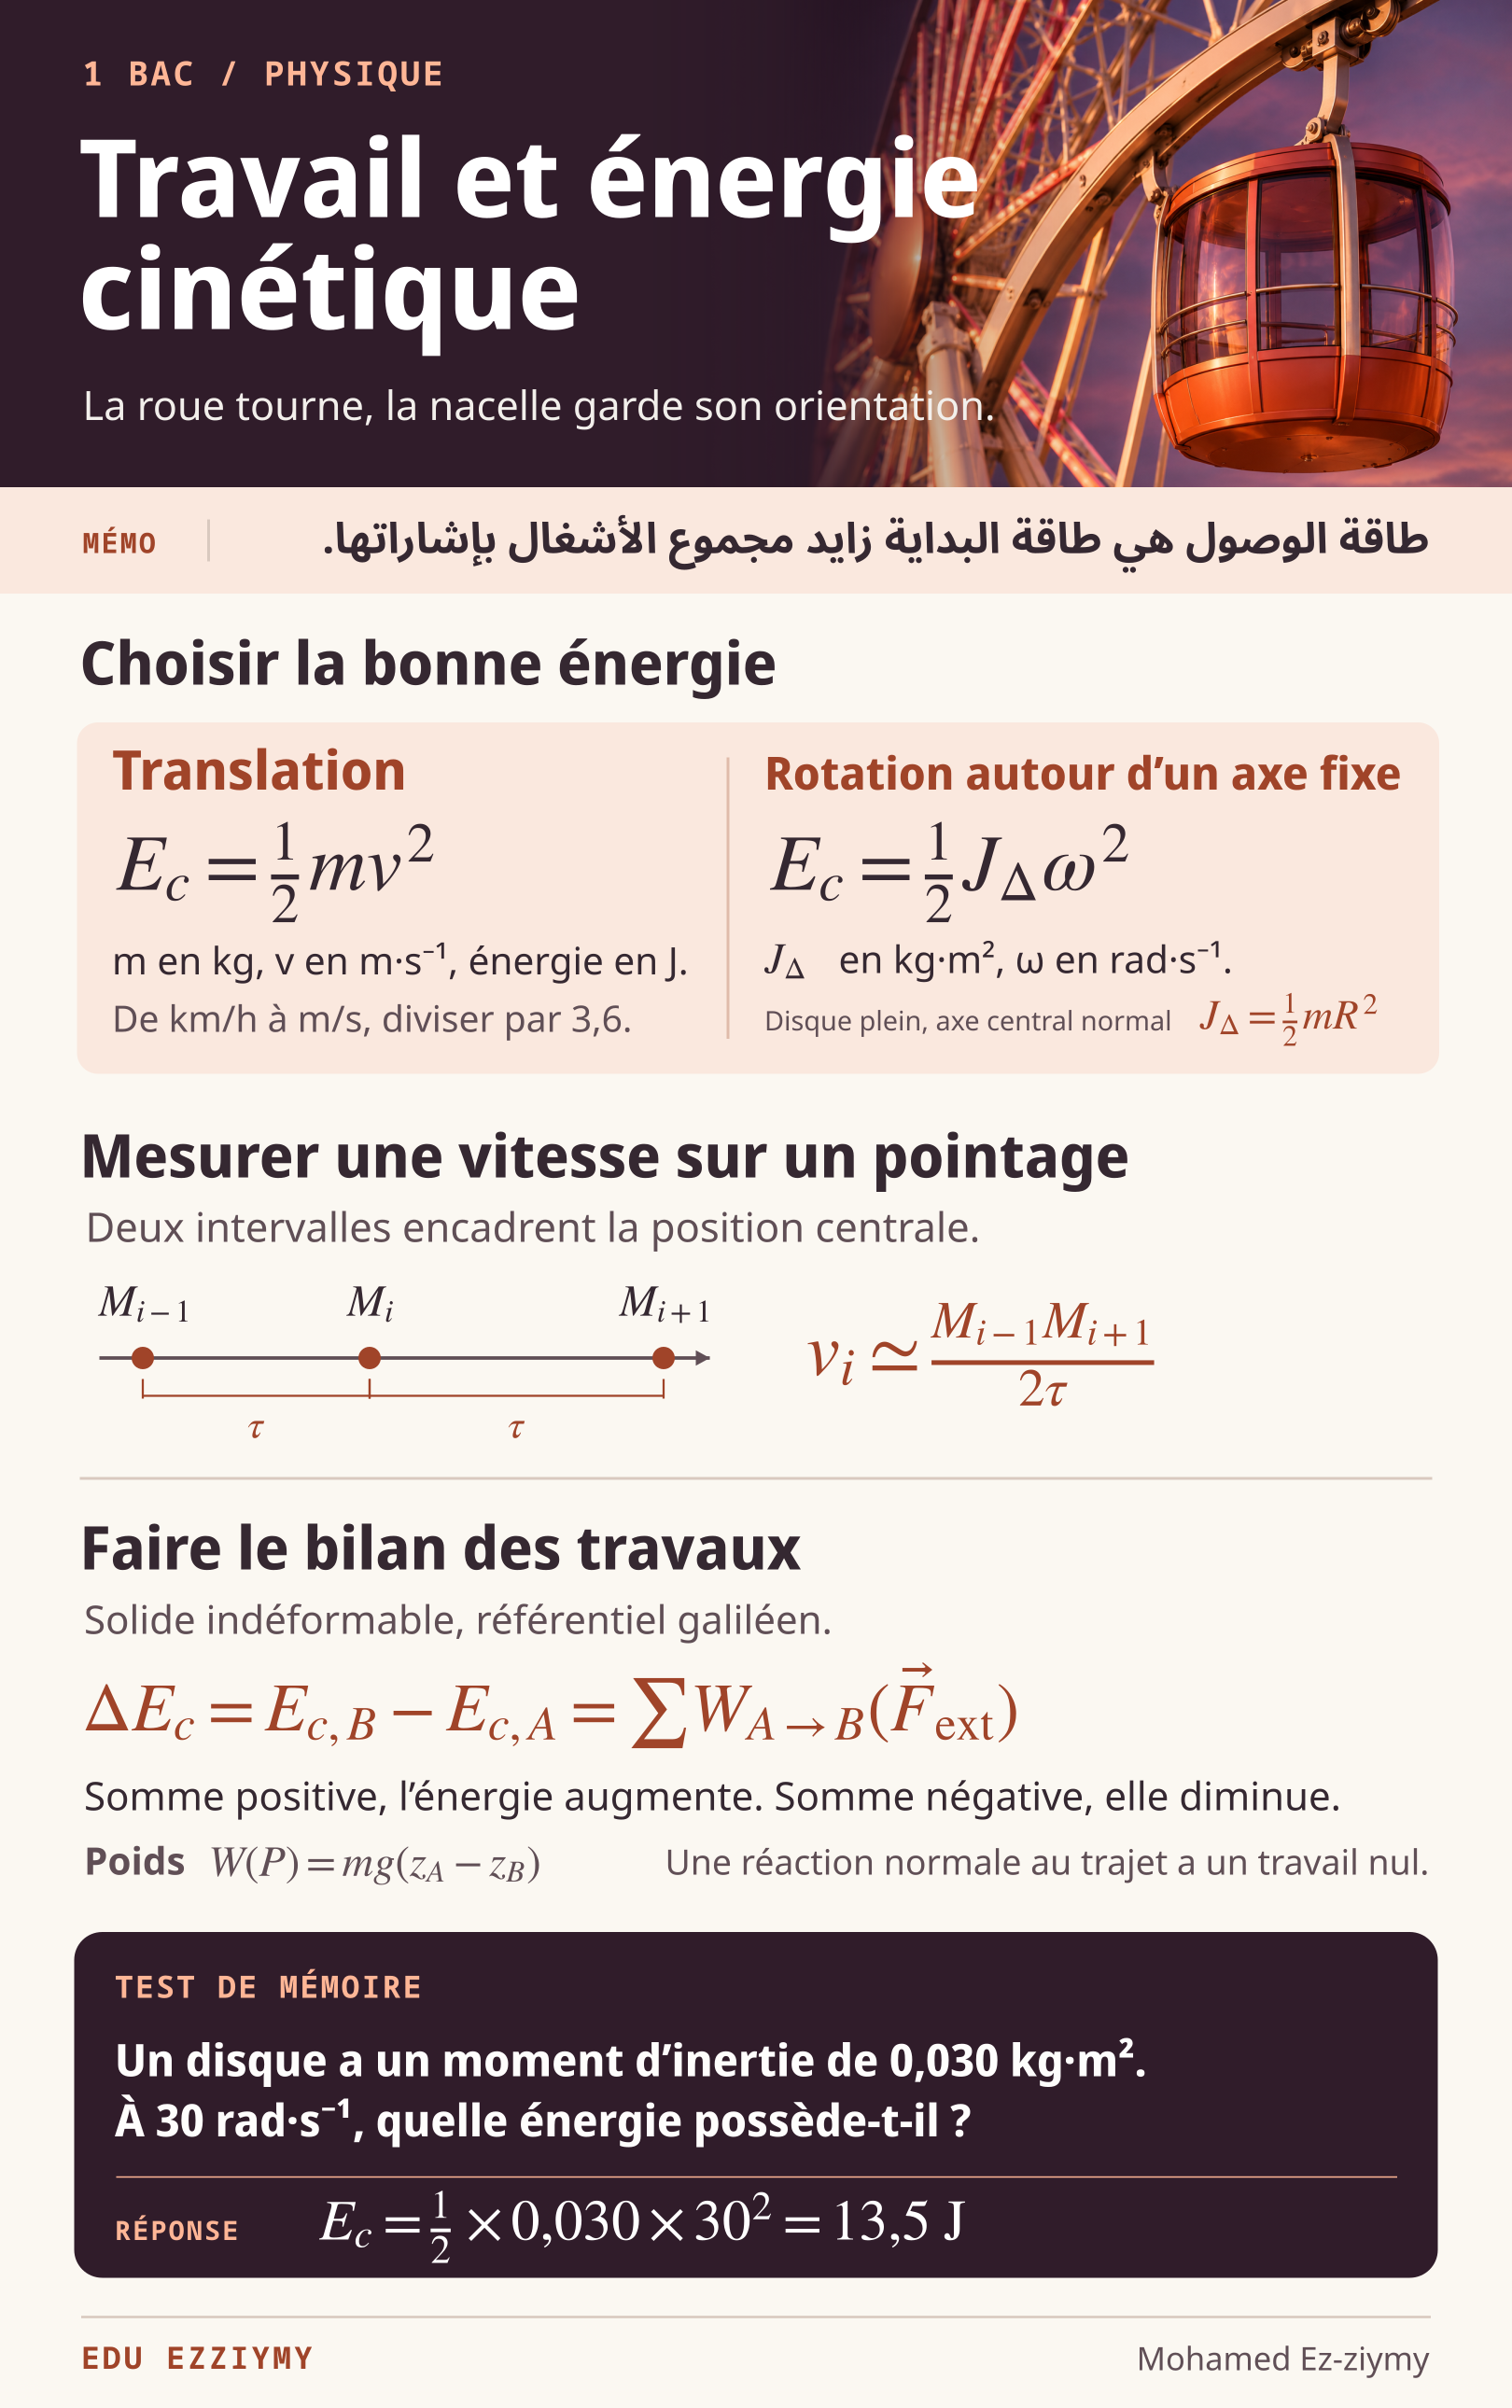 1 BAC / PHYSIQUE
Travail et énergie
cinétique
La roue tourne, la nacelle garde son orientation.
MÉMO
طاقة الوصول هي طاقة البداية زايد مجموع الأشغال بإشاراتها.
Choisir la bonne énergie
Translation
E_c = 1/2 mv²
m en kg, v en m·s⁻¹, énergie en J.
De km/h à m/s, diviser par 3,6.
Rotation autour d’un axe fixe
E_c = 1/2 J_Δ ω²
J_Δ en kg·m², ω en rad·s⁻¹.
Disque plein, axe central normal J_Δ = 1/2 mR²
Mesurer une vitesse sur un pointage
Deux intervalles encadrent la position centrale.
M_{i−1} M_i M_{i+1}
τ τ
v_i ≃ M_{i−1}M_{i+1} / 2τ
Faire le bilan des travaux
Solide indéformable, référentiel galiléen.
ΔE_c = E_{c,B} − E_{c,A} = ∑W_{A→B}(F⃗_ext)
Somme positive, l’énergie augmente. Somme négative, elle diminue.
Poids W(P) = mg(z_A − z_B)
Une réaction normale au trajet a un travail nul.
TEST DE MÉMOIRE
Un disque a un moment d’inertie de 0,030 kg·m².
À 30 rad·s⁻¹, quelle énergie possède-t-il ?
RÉPONSE
E_c = 1/2 × 0,030 × 30² = 13,5 J
EDU EZZIYMY
Mohamed Ez-ziymy